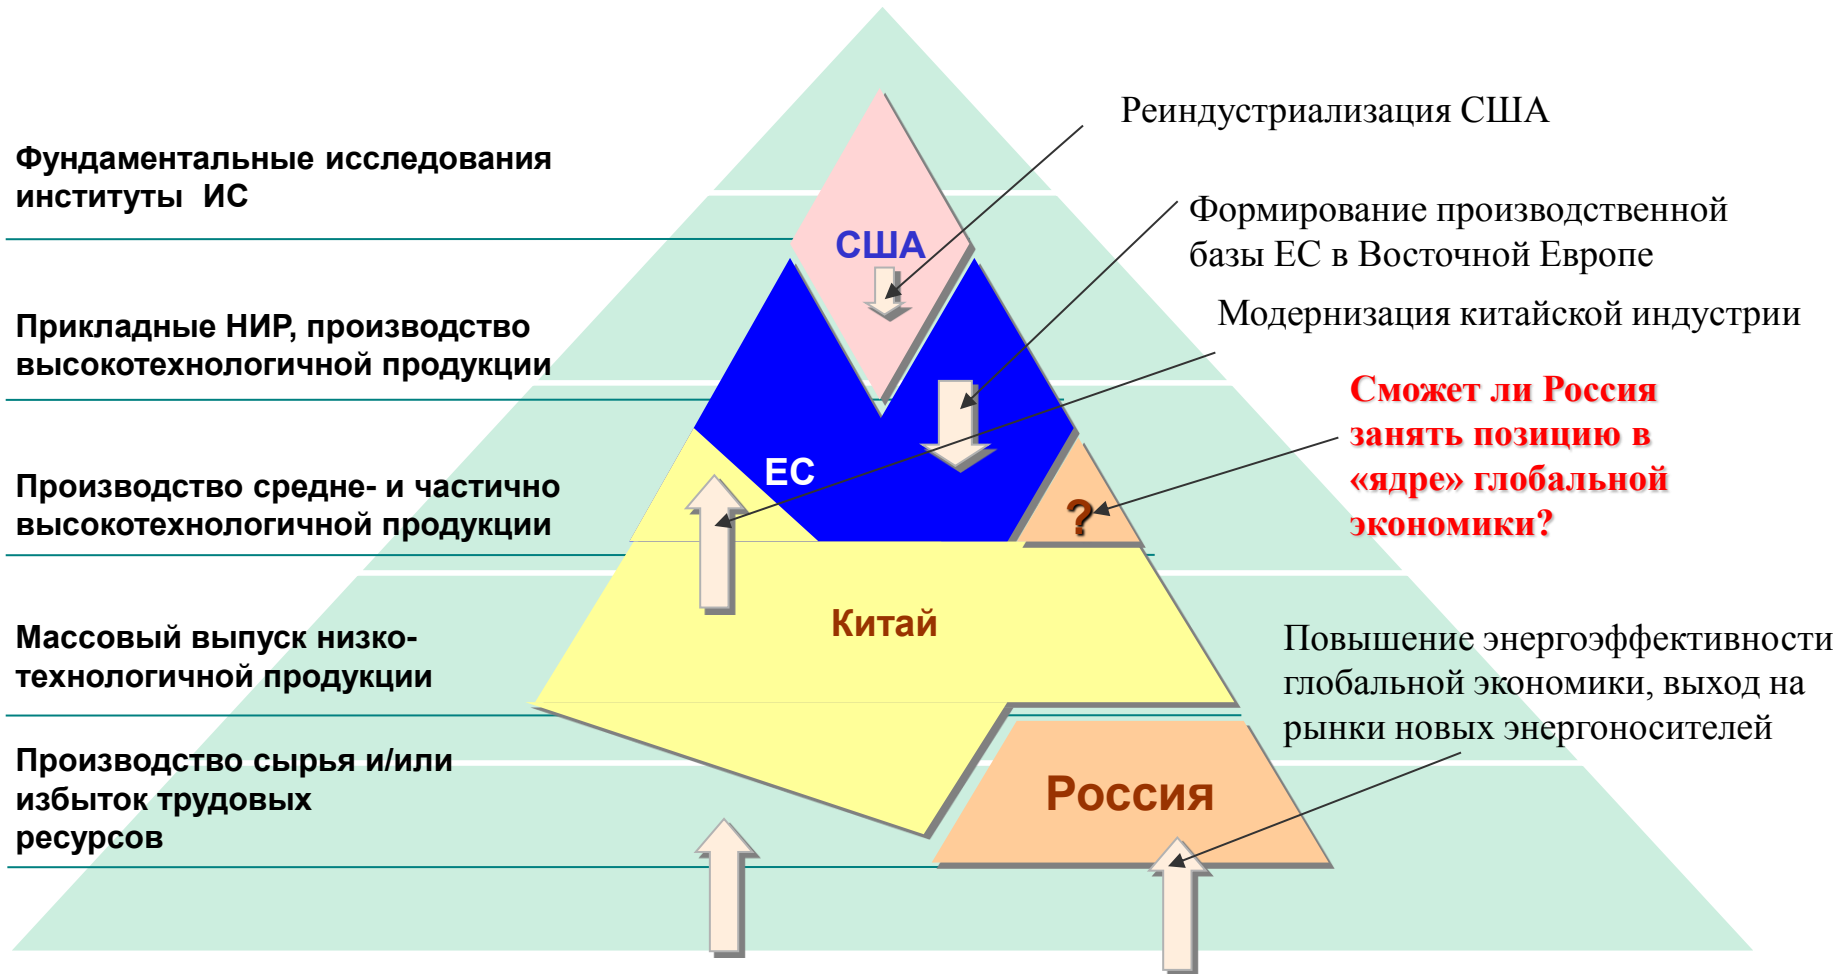 Фундаментальные исследования
институты ИС
Прикладные НИР, производство
высокотехнологичной продукции
Производство средне- и частично
высокотехнологичной продукции
Массовый выпуск низко-
технологичной продукции
Производство сырья и/или
избыток трудовых
ресурсов
США
ЕС
?
Китай
Россия
Реиндустриализация США
Формирование производственной
базы ЕС в Восточной Европе
Модернизация китайской индустрии
Сможет ли Россия
занять позицию в
«ядре» глобальной
экономики?
Повышение энергоэффективности
глобальной экономики, выход на
рынки новых энергоносителей